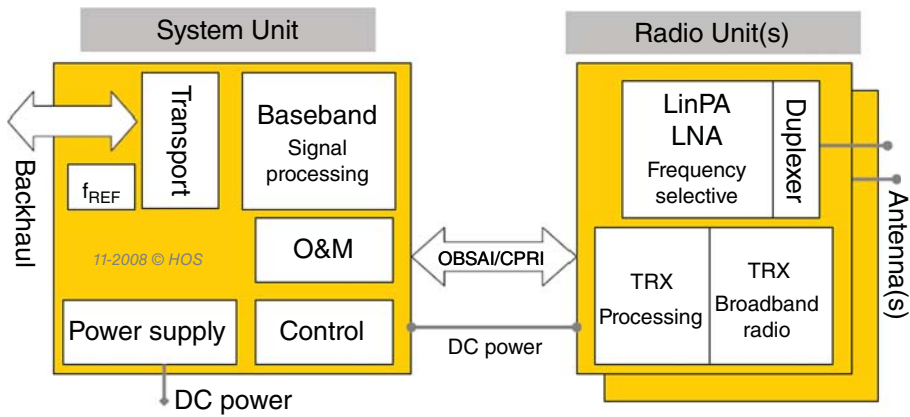 System Unit
Radio Unit(s)
Backhaul
Transport
Baseband
Signal
processing
fREF
O&M
11-2008 © HOS
Power supply
Control
DC power
OBSAI/CPRI
DC power
LinPA
LNA
Frequency
selective
Duplexer
TRX
Processing
TRX
Broadband
radio
Antenna(s)